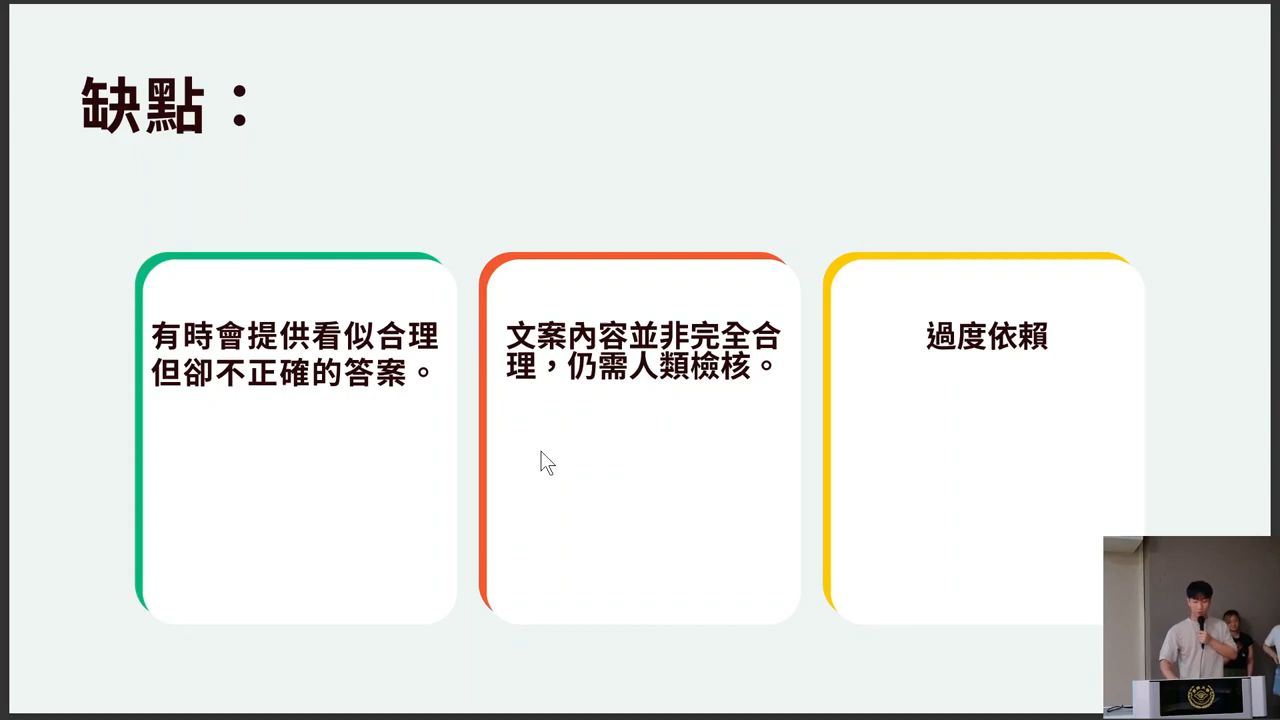 缺點：
有時會提供看似合理
但卻不正確的答案。
文案內容並非完全合
理，仍需人類檢核。
過度依賴